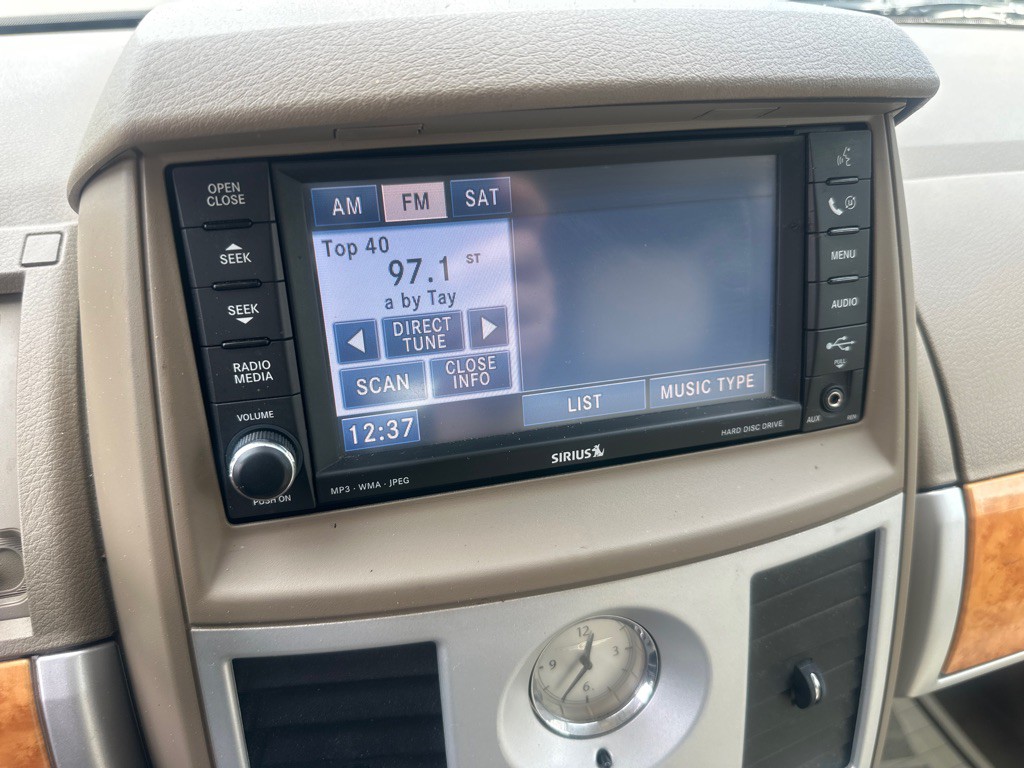 OPEN
CLOSE
SEEK
SEEK
RADIO
MEDIA
VOLUME
PUSH ON
AM FM SAT
Top 40
97.1 ST
a by Tay
DIRECT
TUNE
SCAN
CLOSE
INFO
12:37
LIST
MUSIC TYPE
MP3 · WMA · JPEG
SIRIUS
HARD DISC DRIVE
MENU
AUDIO
PULL
AUX
12
3
6
9